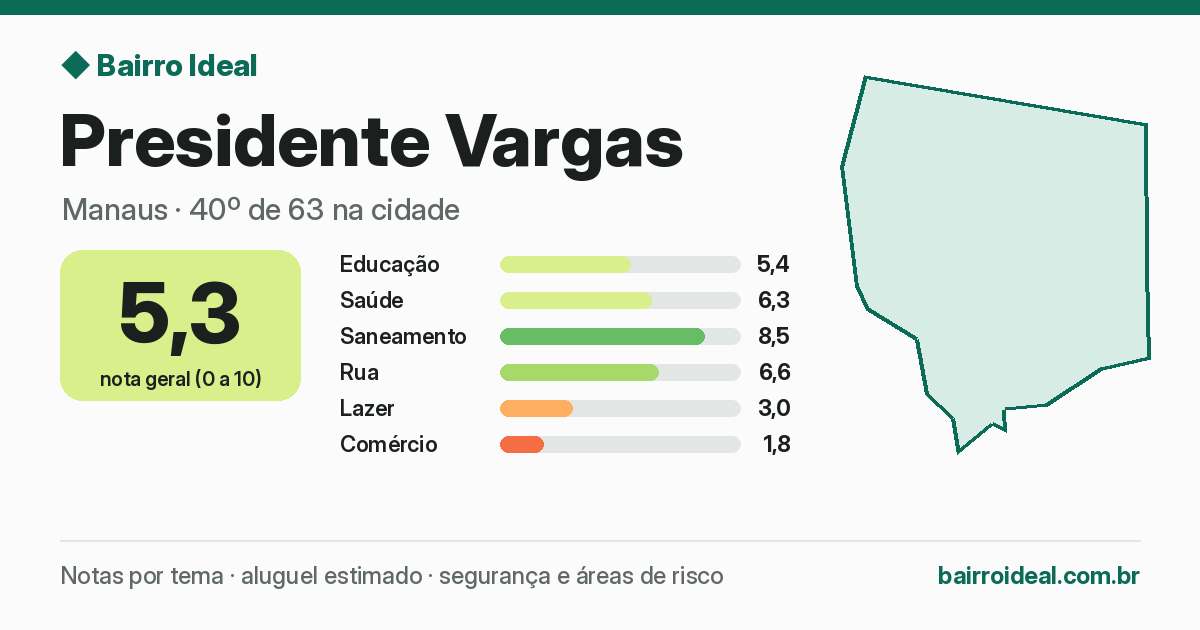 Bairro Ideal
Presidente Vargas
Manaus · 40º de 63 na cidade
5,3
nota geral (0 a 10)
Educação 5,4
Saúde 6,3
Saneamento 8,5
Rua 6,6
Lazer 3,0
Comércio 1,8
Notas por tema · aluguel estimado · segurança e áreas de risco
bairroideal.com.br